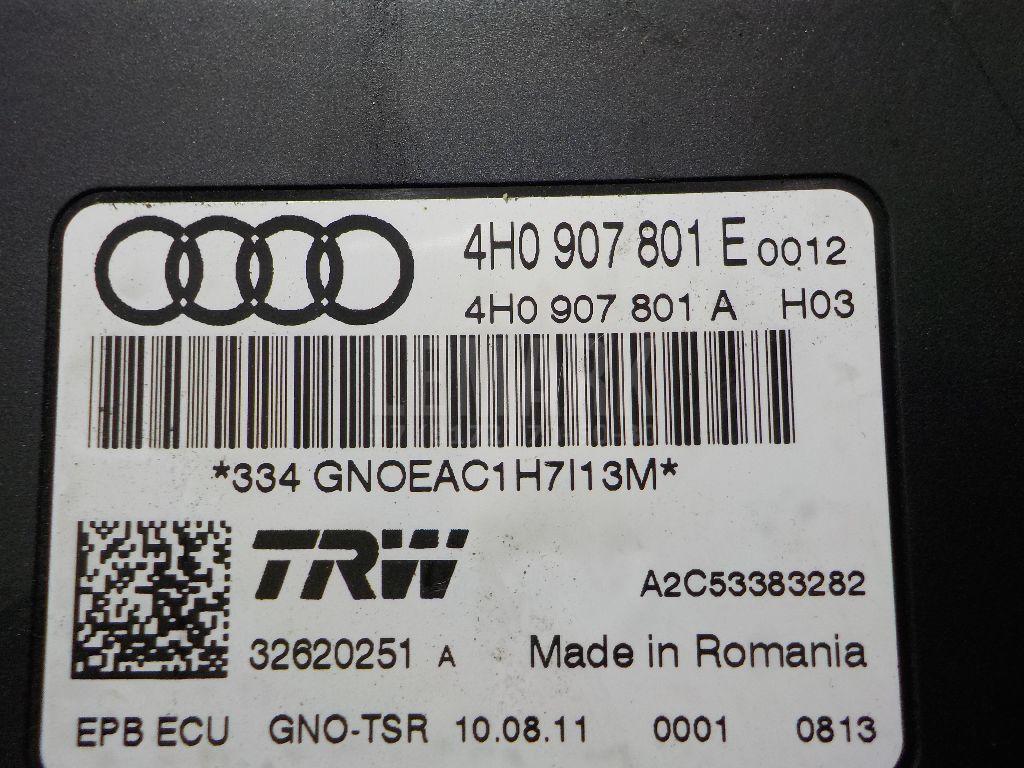 4H0 907 801 E 0012
4H0 907 801 A H03
*334 GNOEAC1H7I13M*
TRW
A2C53383282
32620251 A Made in Romania
EPB ECU GNO-TSR 10.08.11 0001 0813